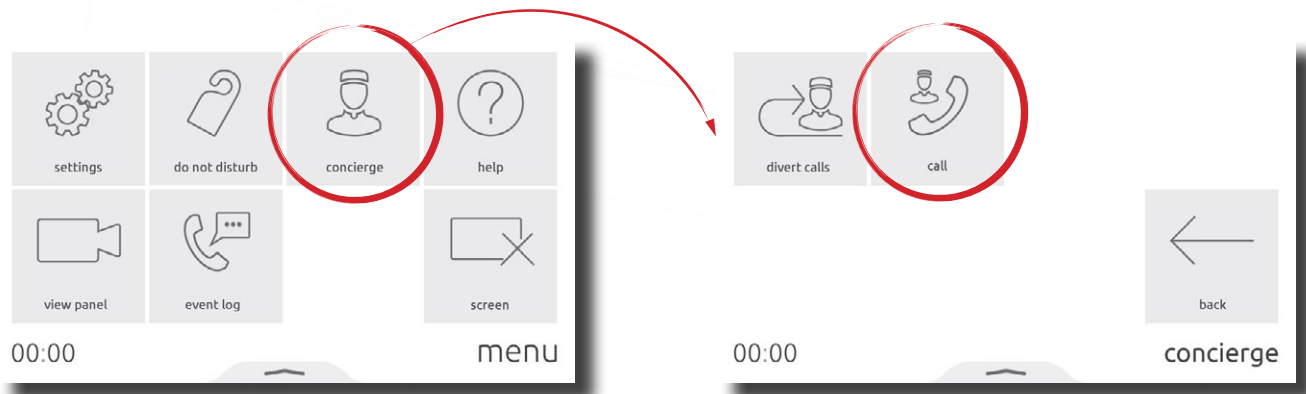 settings
do not disturb
concierge
help
view panel
event log
screen
00:00
menu
divert calls
call
back
00:00
concierge